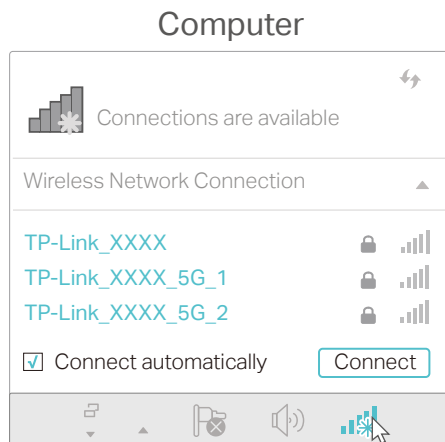 Computer
Connections are available
Wireless Network Connection
TP-Link_XXXX
TP-Link_XXXX_5G_1
TP-Link_XXXX_5G_2
Connect automatically Connect